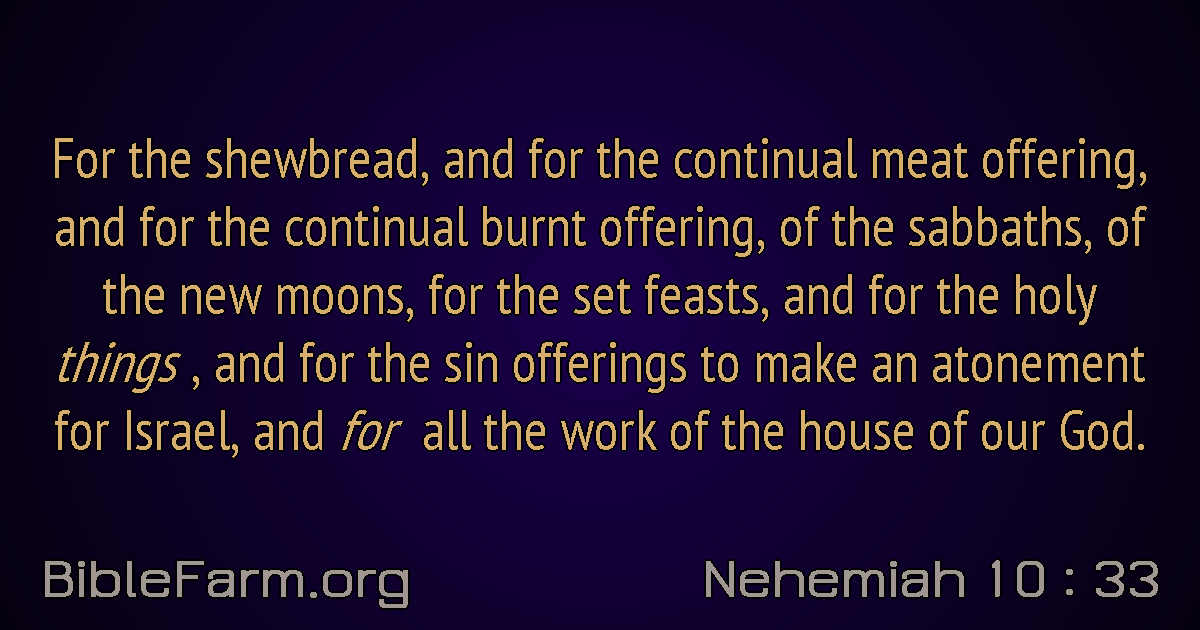 For the shewbread, and for the continual meat offering,
and for the continual burnt offering, of the sabbaths, of
the new moons, for the set feasts, and for the holy
things , and for the sin offerings to make an atonement
for Israel, and for all the work of the house of our God.
BibleFarm.org
Nehemiah 10 : 33